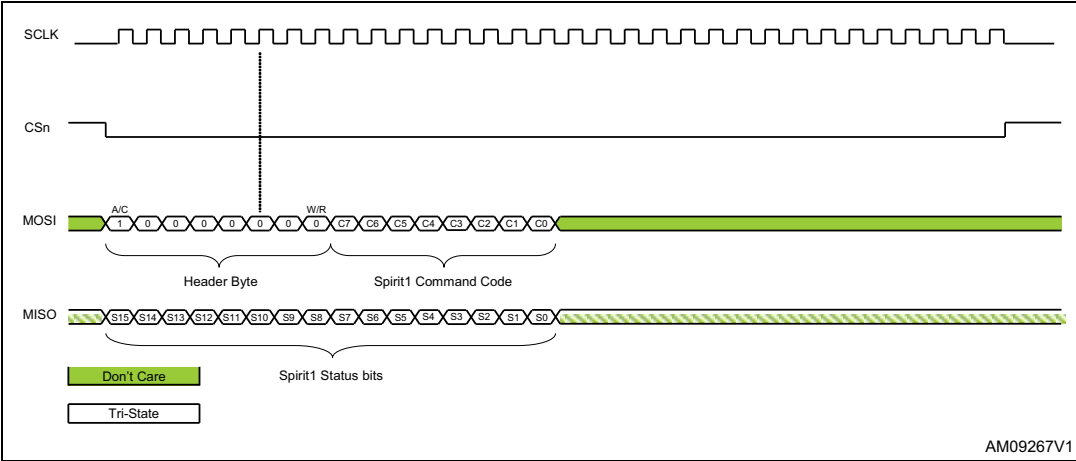 SCLK
CSn
A/C W/R
MOSI 1 0 0 0 0 0 0 0 C7 C6 C5 C4 C3 C2 C1 C0
Header Byte Spirit1 Command Code
MISO S15 S14 S13 S12 S11 S10 S9 S8 S7 S6 S5 S4 S3 S2 S1 S0
Don't Care Spirit1 Status bits
Tri-State
AM09267V1